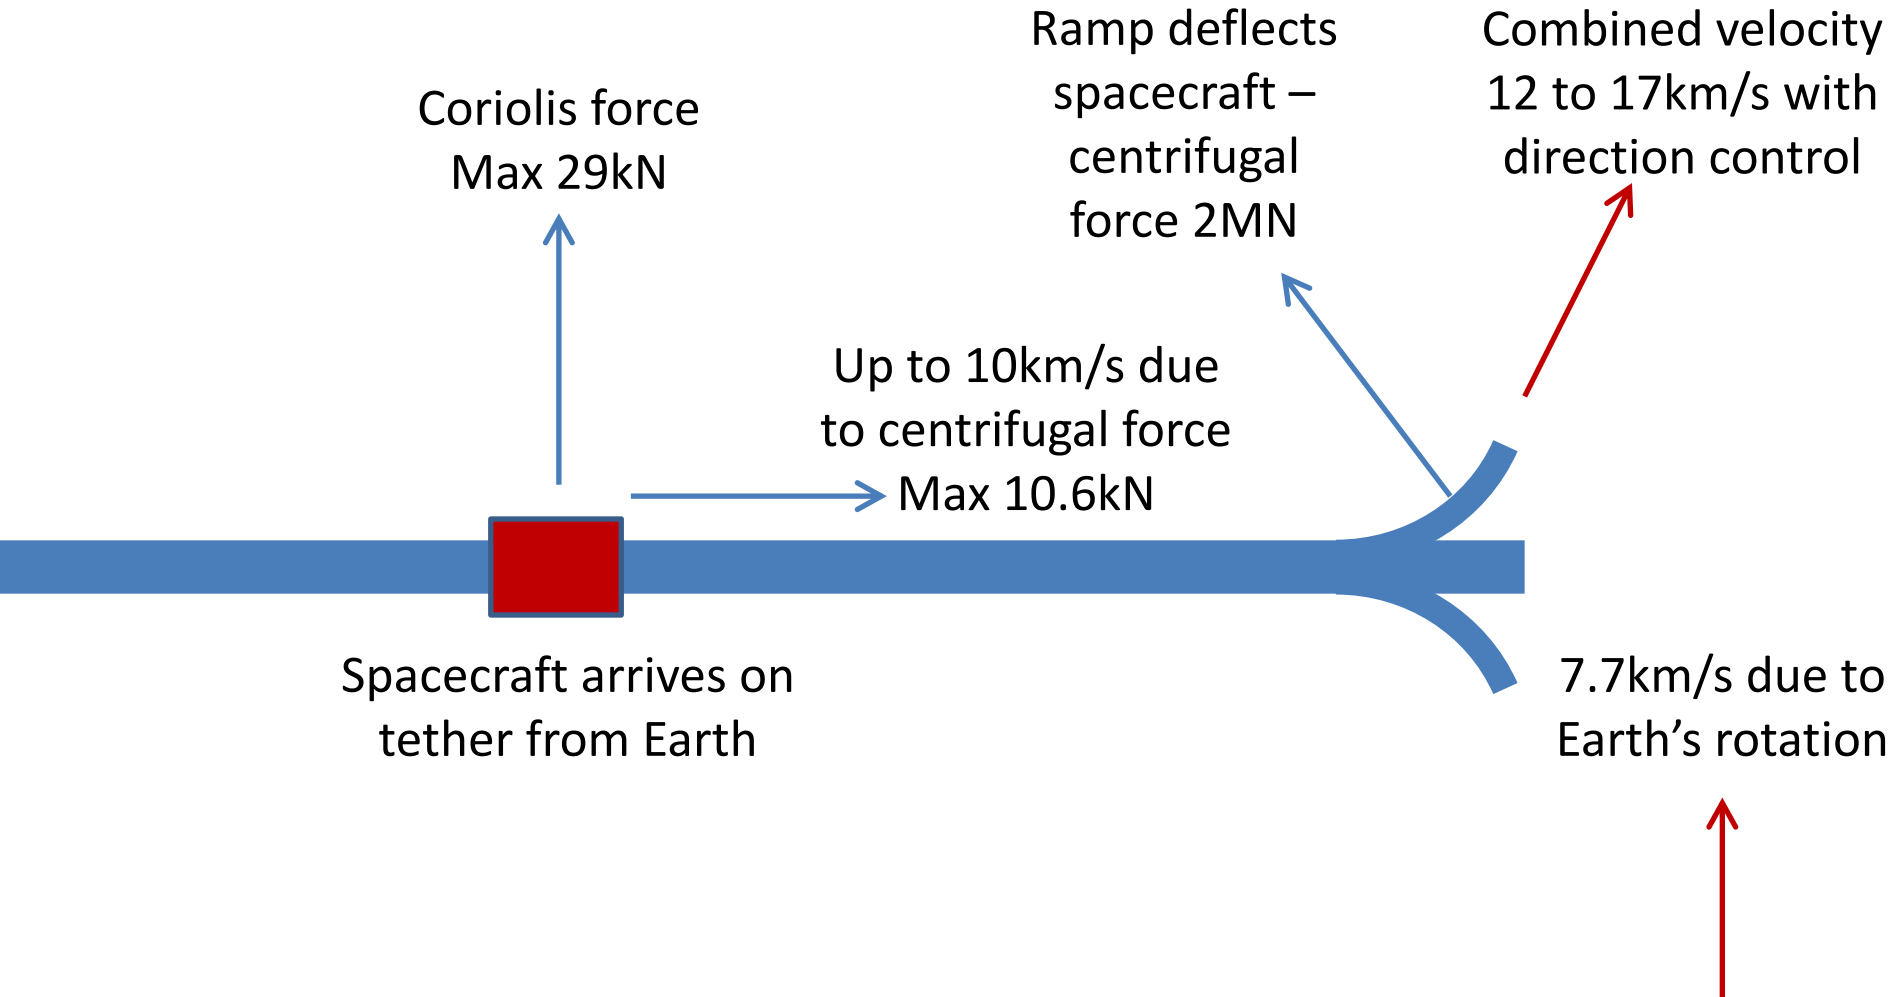 Coriolis force
Max 29kN
Ramp deflects
spacecraft –
centrifugal
force 2MN
Combined velocity
12 to 17km/s with
direction control
Up to 10km/s due
to centrifugal force
Max 10.6kN
Spacecraft arrives on
tether from Earth
7.7km/s due to
Earth’s rotation